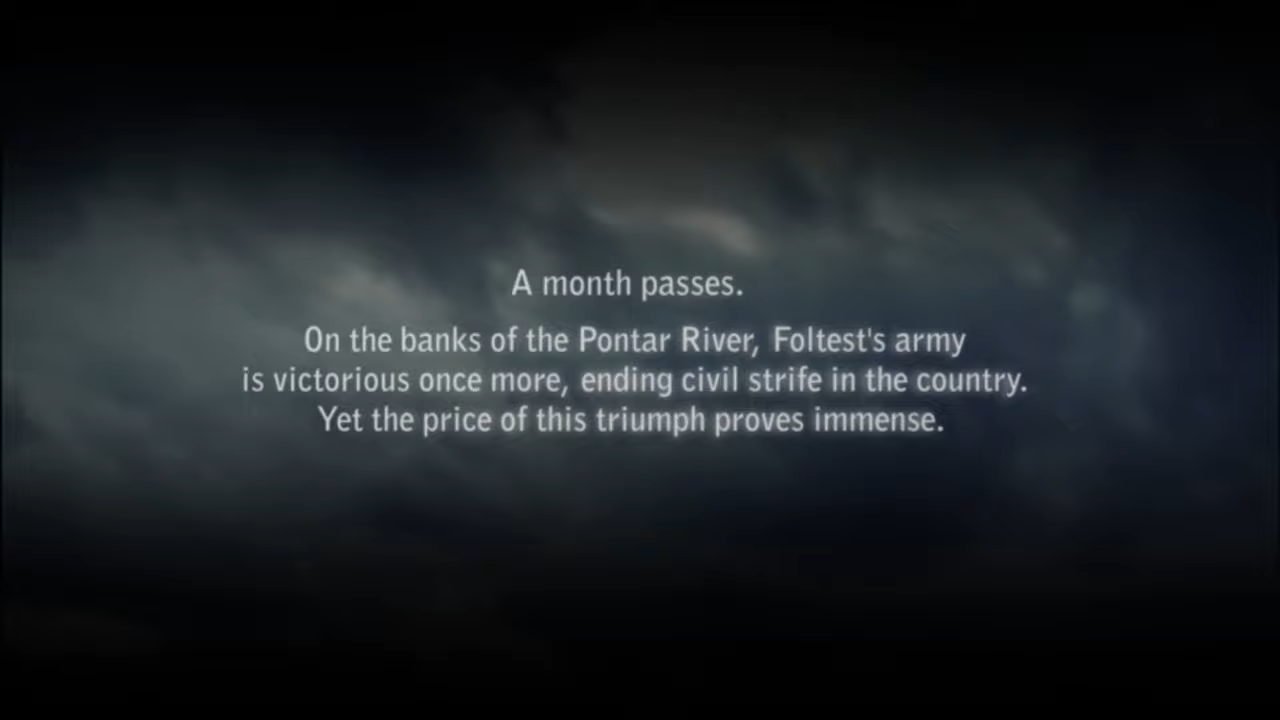 A month passes.
On the banks of the Pontar River, Foltest's army
is victorious once more, ending civil strife in the country.
Yet the price of this triumph proves immense.